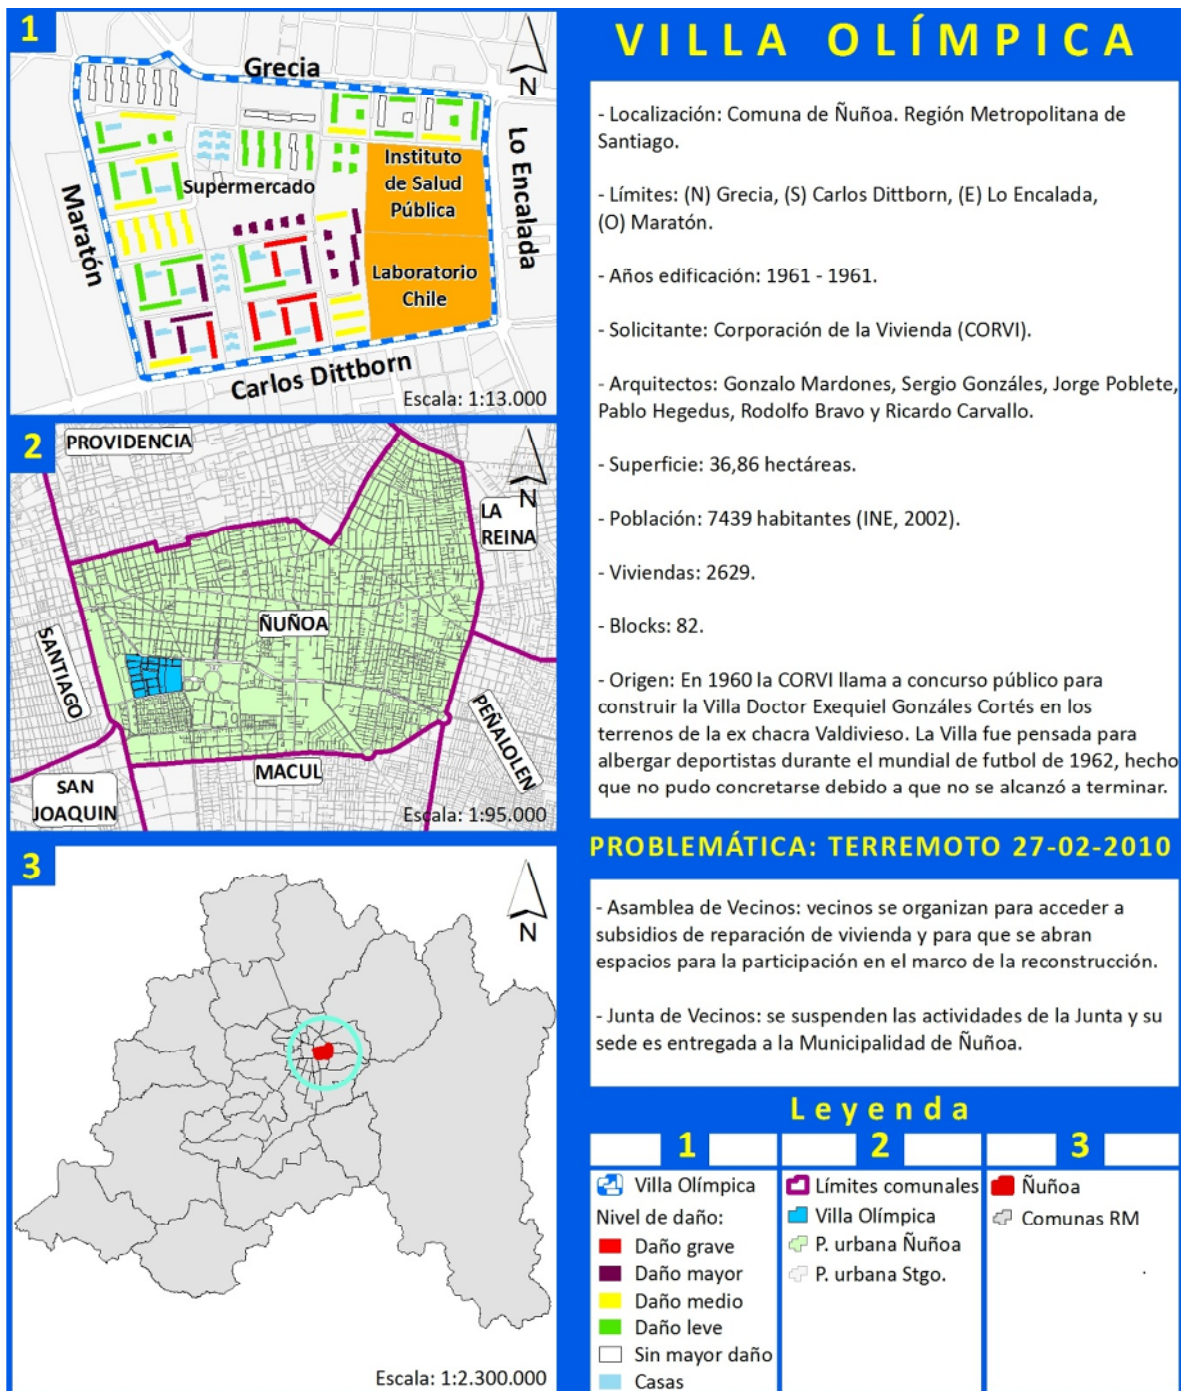 1
Grecia
N
Lo Encalada
Maratón
Instituto
de Salud
Pública
Supermercado
Laboratorio
Chile
Carlos Dittborn
Escala: 1:13.000
2
PROVIDENCIA
N
LA
REINA
ÑUÑOA
SANTIAGO
PEÑALOLEN
MACUL
SAN
JOAQUIN
Escala: 1:95.000
3
N
Escala: 1:2.300.000
VILLA OLÍMPICA
- Localización: Comuna de Ñuñoa. Región Metropolitana de
Santiago.
- Límites: (N) Grecia, (S) Carlos Dittborn, (E) Lo Encalada,
(O) Maratón.
- Años edificación: 1961 - 1961.
- Solicitante: Corporación de la Vivienda (CORVI).
- Arquitectos: Gonzalo Mardones, Sergio Gonzáles, Jorge Poblete,
Pablo Hegedus, Rodolfo Bravo y Ricardo Carvallo.
- Superficie: 36,86 hectáreas.
- Población: 7439 habitantes (INE, 2002).
- Viviendas: 2629.
- Blocks: 82.
- Origen: En 1960 la CORVI llama a concurso público para
construir la Villa Doctor Exequiel Gonzáles Cortés en los
terrenos de la ex chacra Valdivieso. La Villa fue pensada para
albergar deportistas durante el mundial de futbol de 1962, hecho
que no pudo concretarse debido a que no se alcanzó a terminar.
PROBLEMÁTICA: TERREMOTO 27-02-2010
- Asamblea de Vecinos: vecinos se organizan para acceder a
subsidios de reparación de vivienda y para que se abran
espacios para la participación en el marco de la reconstrucción.
- Junta de Vecinos: se suspenden las actividades de la Junta y su
sede es entregada a la Municipalidad de Ñuñoa.
Leyenda
1
Villa Olímpica
Nivel de daño:
Daño grave
Daño mayor
Daño medio
Daño leve
Sin mayor daño
Casas
2
Límites comunales
Villa Olímpica
P. urbana Ñuñoa
P. urbana Stgo.
3
Ñuñoa
Comunas RM